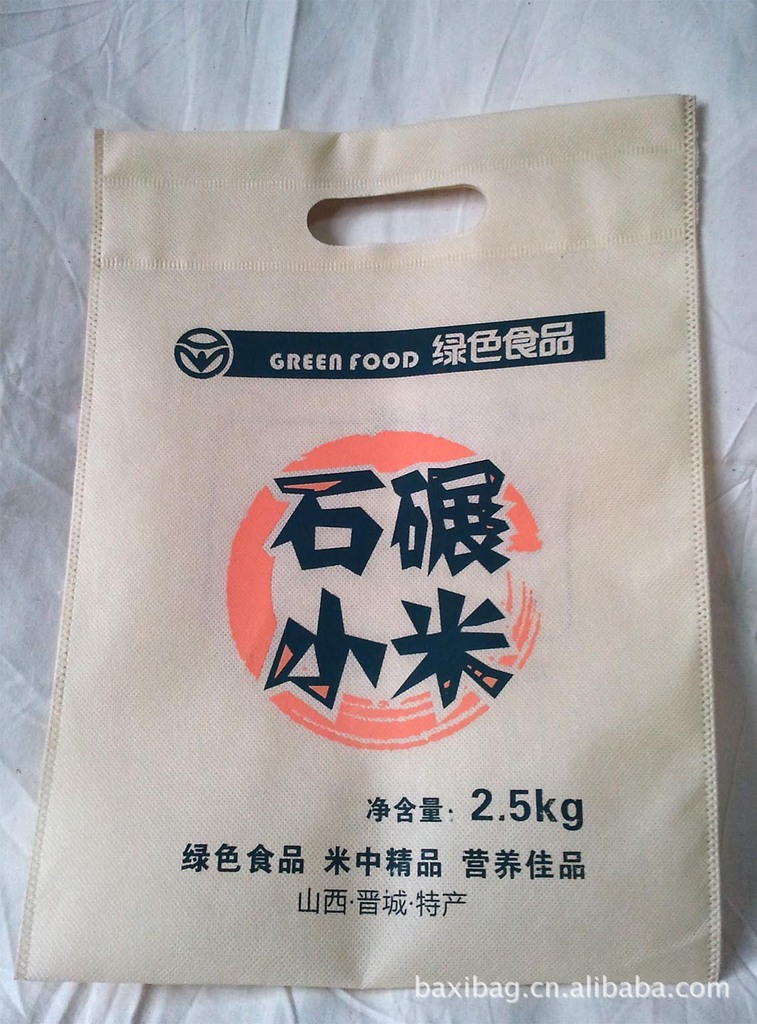 GREEN FOOD 绿色食品
石碾
小米
净含量: 2.5kg
绿色食品 米中精品 营养佳品
山西·晋城·特产
baxibag.cn.alibaba.com